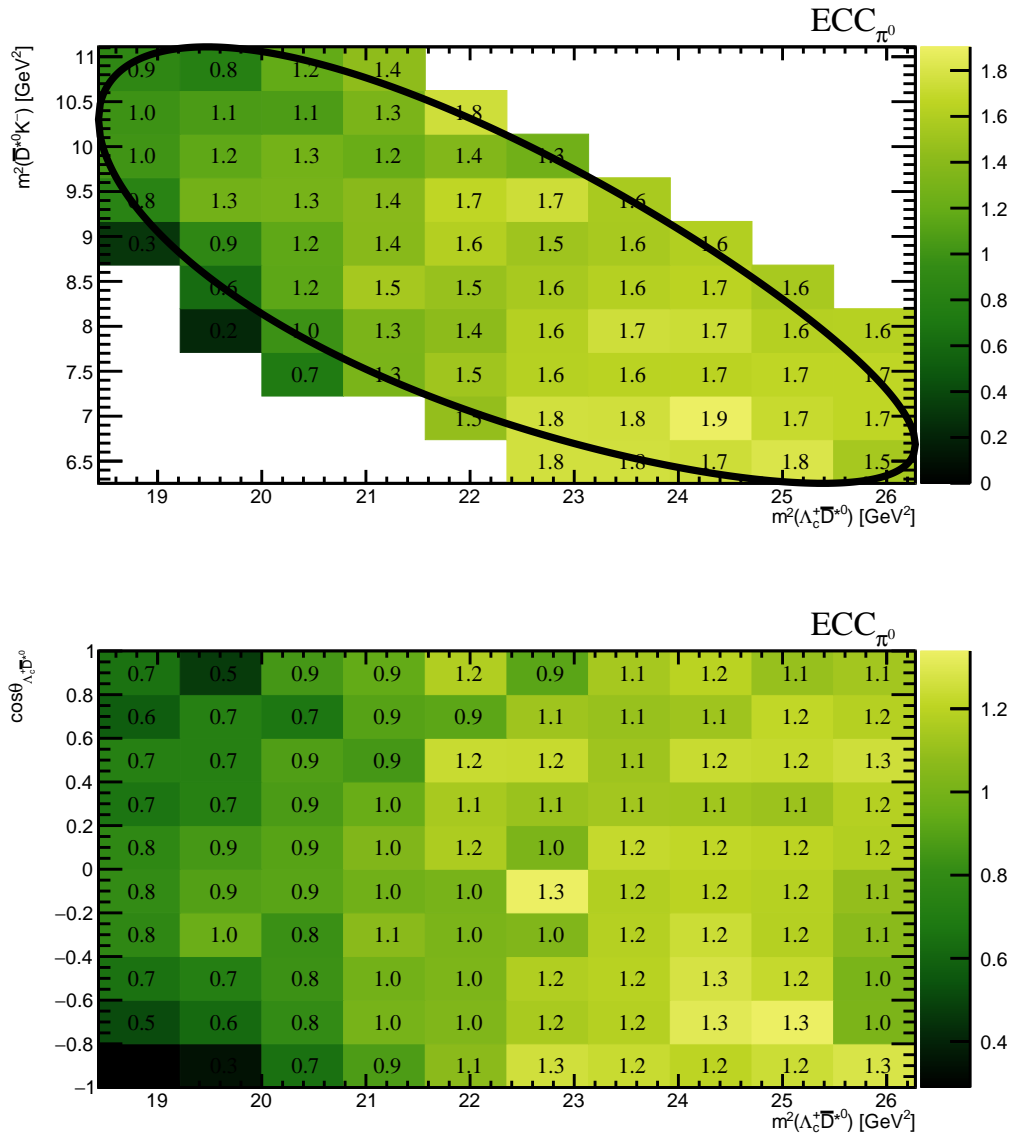 ECC_π⁰
m²(D̅*⁰K⁻) [GeV²]
11
10.5
10
9.5
9
8.5
8
7.5
7
6.5
0.9 0.8 1.2 1.4
1.0 1.1 1.1 1.3 1.8
1.0 1.2 1.3 1.2 1.4 1.3
0.8 1.3 1.3 1.4 1.7 1.7 1.6
0.3 0.9 1.2 1.4 1.6 1.5 1.6 1.6
0.6 1.2 1.5 1.5 1.6 1.6 1.7 1.6
0.2 1.0 1.3 1.4 1.6 1.7 1.7 1.6 1.6
0.7 1.3 1.5 1.6 1.6 1.7 1.7 1.7
1.5 1.8 1.8 1.9 1.7 1.7
1.8 1.8 1.7 1.8 1.5
1.8
1.6
1.4
1.2
1
0.8
0.6
0.4
0.2
0
19 20 21 22 23 24 25 26
m²(Λc⁺D̅*⁰) [GeV²]
ECC_π⁰
cosθ_Λc⁺D̅*⁰
1
0.8
0.6
0.4
0.2
0
−0.2
−0.4
−0.6
−0.8
−1
0.7 0.5 0.9 0.9 1.2 0.9 1.1 1.2 1.1 1.1
0.6 0.7 0.7 0.9 0.9 1.1 1.1 1.1 1.2 1.2
0.7 0.7 0.9 0.9 1.2 1.2 1.1 1.2 1.2 1.3
0.7 0.7 0.9 1.0 1.1 1.1 1.1 1.1 1.1 1.2
0.8 0.9 0.9 1.0 1.2 1.0 1.2 1.2 1.2 1.2
0.8 0.9 0.9 1.0 1.0 1.3 1.2 1.2 1.2 1.1
0.8 1.0 0.8 1.1 1.0 1.0 1.2 1.2 1.2 1.1
0.7 0.7 0.8 1.0 1.0 1.2 1.2 1.3 1.2 1.0
0.5 0.6 0.8 1.0 1.0 1.2 1.2 1.3 1.3 1.0
0.3 0.7 0.9 1.1 1.3 1.2 1.2 1.2 1.3
1.2
1
0.8
0.6
0.4
19 20 21 22 23 24 25 26
m²(Λc⁺D̅*⁰) [GeV²]